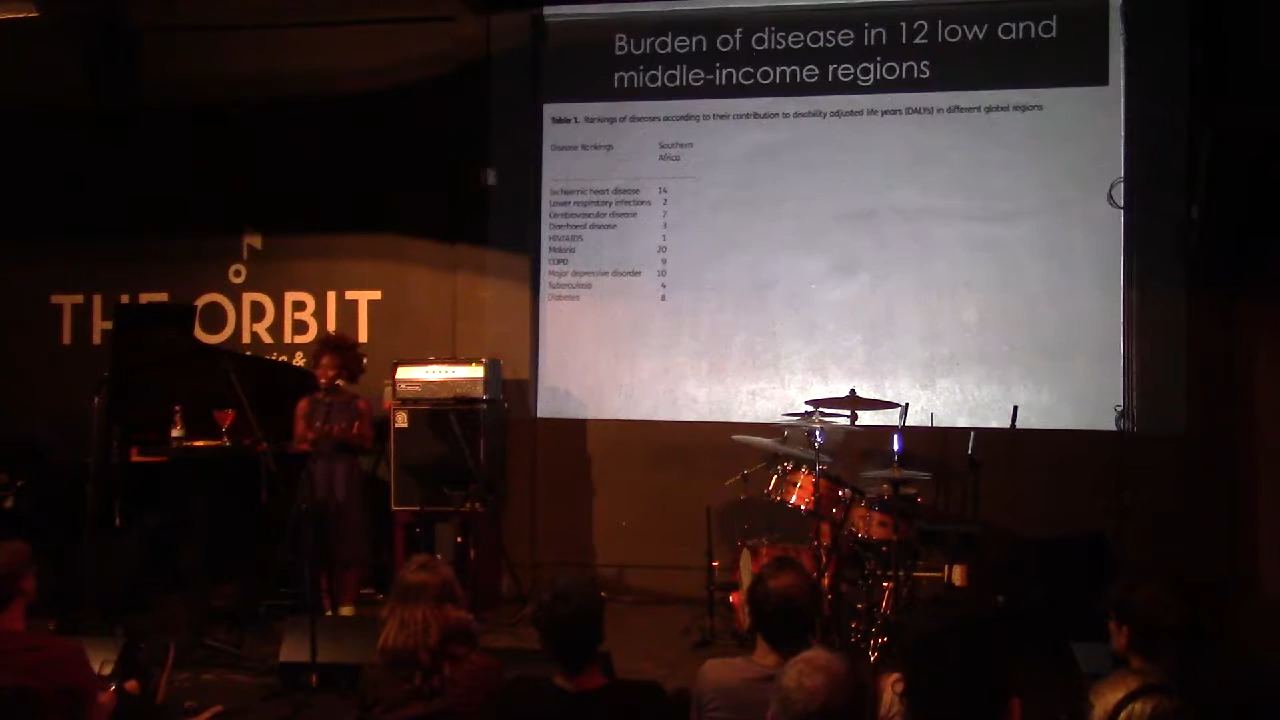 Burden of disease in 12 low and
middle-income regions
Table 1. Rankings of diseases according to their contribution to disability adjusted life years (DALYs) in different global regions
Disease Rankings Southern
Africa
Ischaemic heart disease 14
Lower respiratory infections 2
Cerebrovascular disease 7
Diarrhoeal disease 3
HIV/AIDS 1
Malaria 20
COPD 9
Major depressive disorder 10
Tuberculosis 4
Diabetes 8
THE ORBIT
&